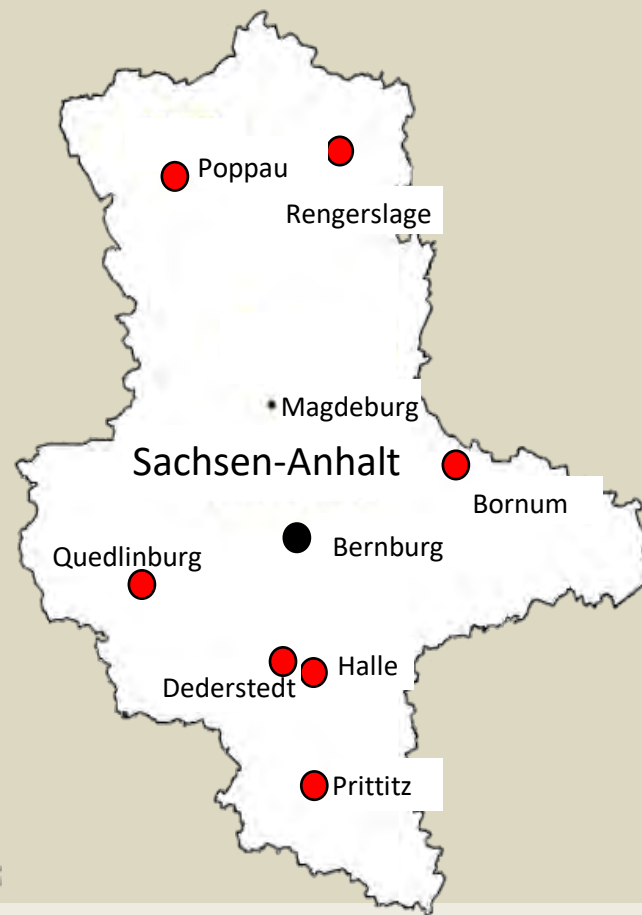 Poppau
Rengerslage
Magdeburg
Sachsen-Anhalt
Bornum
Bernburg
Quedlinburg
Halle
Dederstedt
Prittitz